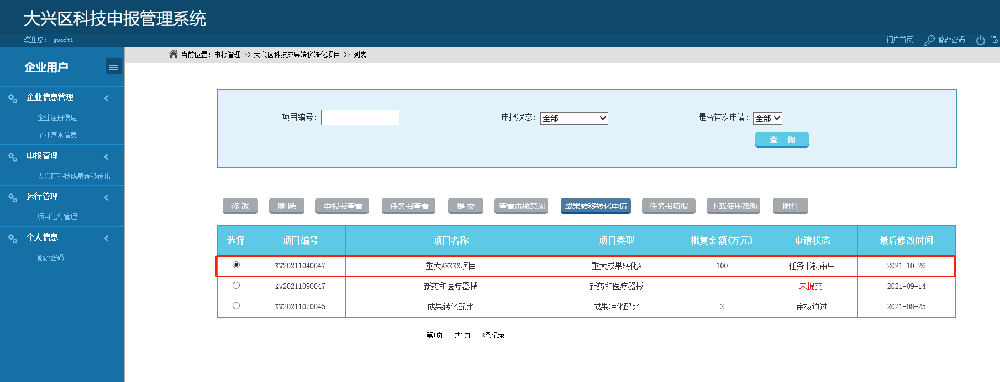 大兴区科技申报管理系统
欢迎您： guoft1
门户首页 修改密码
当前位置：申报管理 >> 大兴区科技成果转移转化项目 >> 列表
企业用户
企业信息管理
企业注册信息
企业基本信息
申报管理
大兴区科技成果转移转化
运行管理
项目运行管理
个人信息
修改密码
项目编号： 申报状态： 全部 是否首次申请： 全部
查 询
修 改 删 除 申报书查看 任务书查看 提 交 查看审核意见 成果转移转化申请 任务书填报 下载使用帮助 附件
选择 项目编号 项目名称 项目类型 批复金额(万元) 申请状态 最后修改时间
KW20211040047 重大AXXXX项目 重大成果转化A 100 任务书初审中 2021-10-26
KW20211090047 新药和医疗器械 新药和医疗器械 未提交 2021-09-14
KW20211070045 成果转化配比 成果转化配比 2 审核通过 2021-08-25
第1页 共1页 3条记录